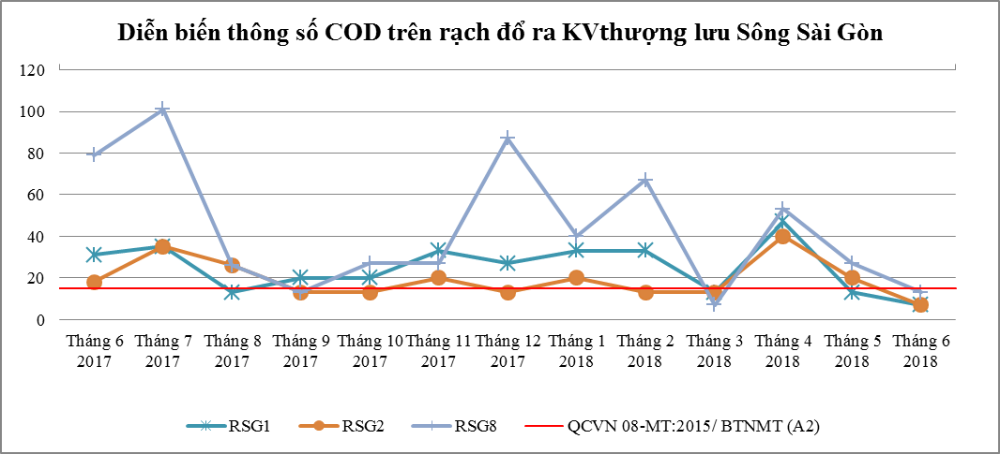 Diễn biến thông số COD trên rạch đổ ra KVthượng lưu Sông Sài Gòn
120
100
80
60
40
20
0
Tháng 6 2017
Tháng 7 2017
Tháng 8 2017
Tháng 9 2017
Tháng 10 2017
Tháng 11 2017
Tháng 12 2017
Tháng 1 2018
Tháng 2 2018
Tháng 3 2018
Tháng 4 2018
Tháng 5 2018
Tháng 6 2018
RSG1 RSG2 RSG8 QCVN 08-MT:2015/ BTNMT (A2)